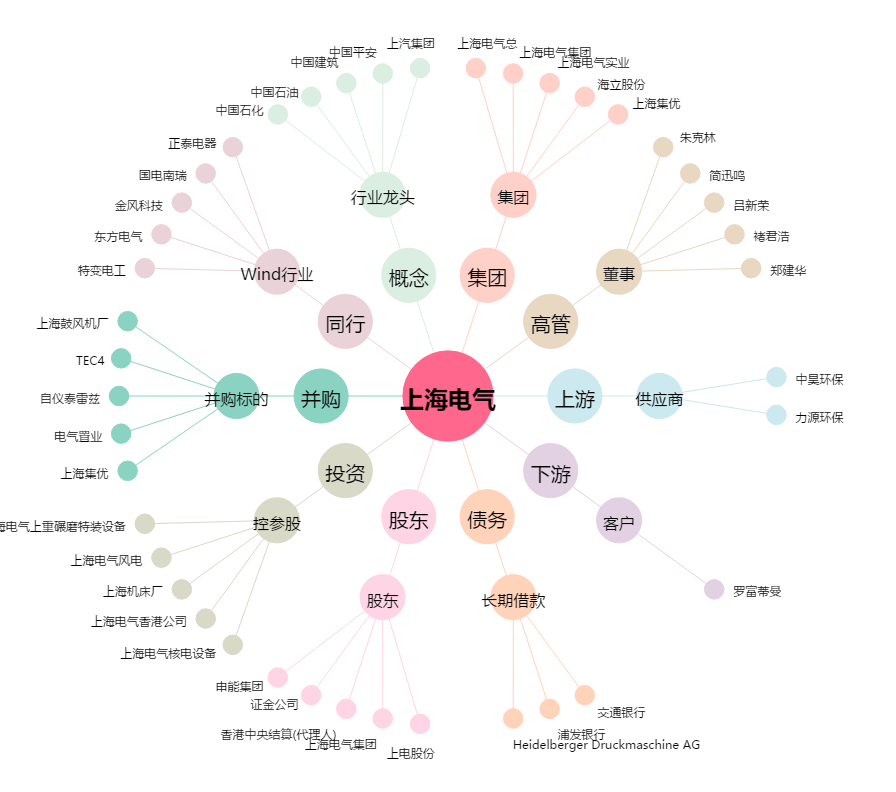 上汽集团
上海电气总
中国平安
上海电气集团
中国建筑
上海电气实业
中国石油
海立股份
中国石化
上海集优
正泰电器
朱克林
国电南瑞
简迅鸣
行业龙头
集团
金风科技
吕新荣
东方电气
褚君浩
特变电工
Wind行业
概念
集团
董事
郑建华
上海鼓风机厂
同行
高管
TEC4
中昊环保
自仪泰雷兹
并购标的
并购
上海电气
上游
供应商
力源环保
电气置业
上海集优
投资
下游
海电气上重碾磨特装设备
控参股
股东
债务
客户
上海电气风电
上海机床厂
罗富蒂曼
上海电气香港公司
股东
长期借款
上海电气核电设备
申能集团
证金公司
交通银行
香港中央结算(代理人)
浦发银行
上海电气集团
Heidelberger Druckmaschine AG
上电股份